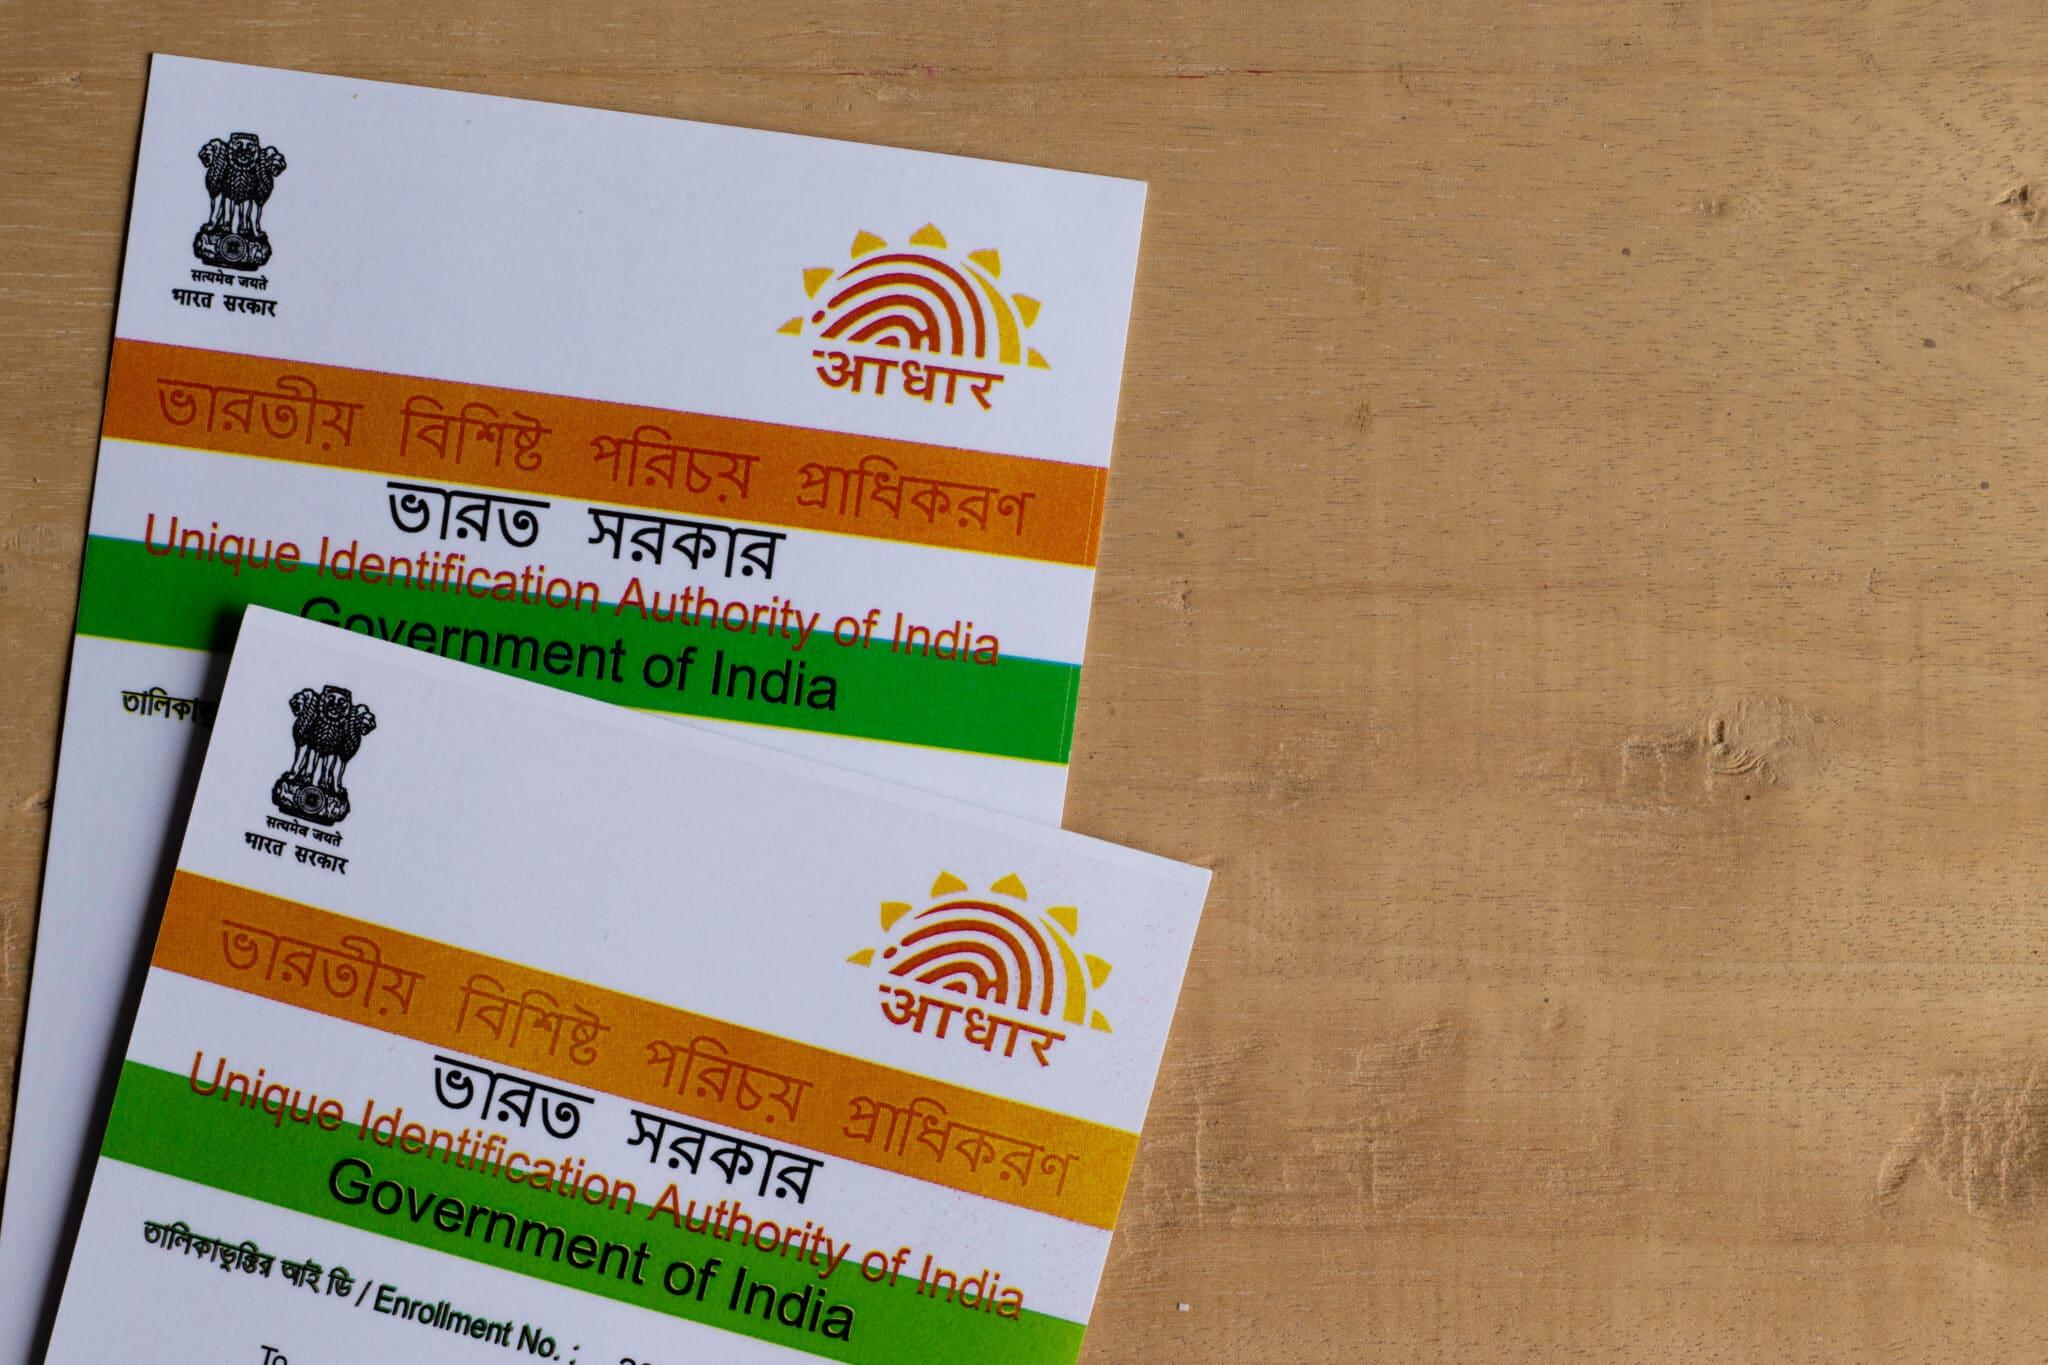 सत्यमेव जयते
भारत सरकार
आधार
ভারতীয় বিশিষ্ট পরিচয় প্রাধিকরণ
ভারত সরকার
Unique Identification Authority of India
Government of India
सत्यमेव जयते
भारत सरकार
आधार
ভারতীয় বিশিষ্ট পরিচয় প্রাধিকরণ
ভারত সরকার
Unique Identification Authority of India
Government of India
তালিকাভুক্তির আই ডি / Enrollment No. :
To